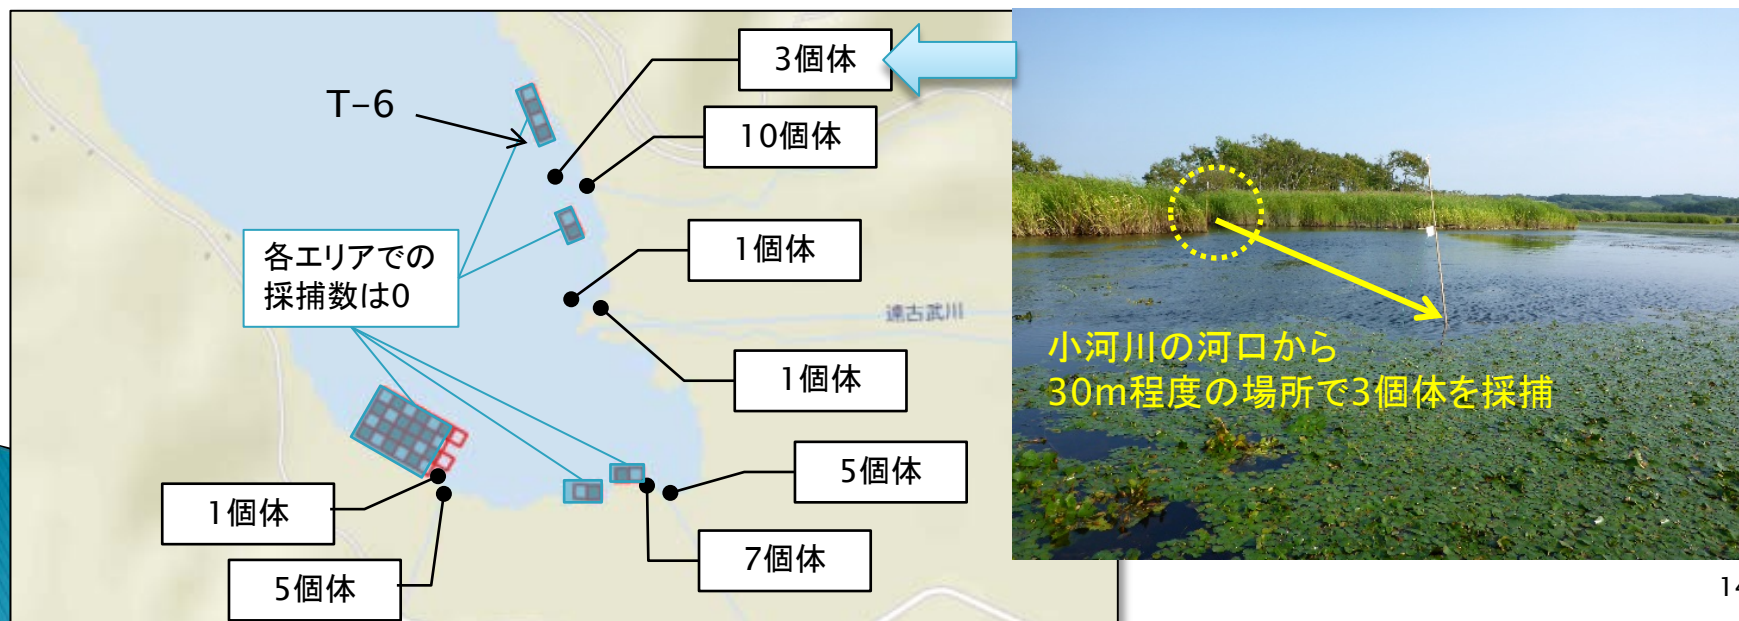 3個体
T-6
10個体
各エリアでの
採捕数は0
1個体
遠古武川
1個体
5個体
1個体
7個体
5個体
小河川の河口から
30m程度の場所で3個体を採捕